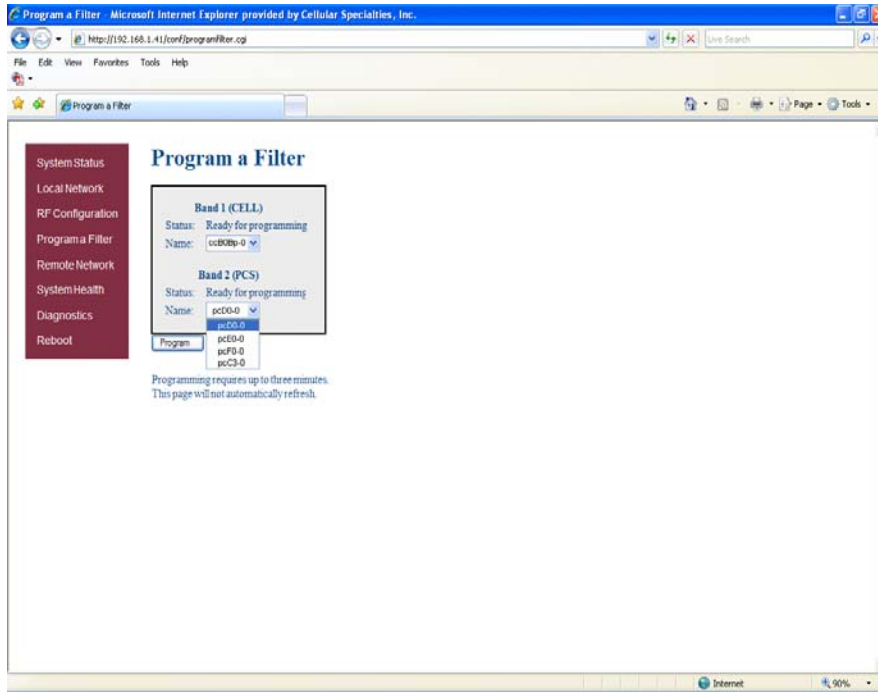 Program a Filter - Microsoft Internet Explorer provided by Cellular Specialties, Inc.
http://192.168.1.41/conf/programfilter.cgi
Live Search
File Edit View Favorites Tools Help
Program a Filter
Page Tools
System Status
Local Network
RF Configuration
Program a Filter
Remote Network
System Health
Diagnostics
Reboot
Program a Filter
Band 1 (CELL)
Status: Ready for programming
Name: ccB0Bp-0
Band 2 (PCS)
Status: Ready for programming
Name: pcD0-0
pcD0-0
pcE0-0
pcF0-0
pcC3-0
Program
Programming requires up to three minutes.
This page will not automatically refresh.
Internet
90%